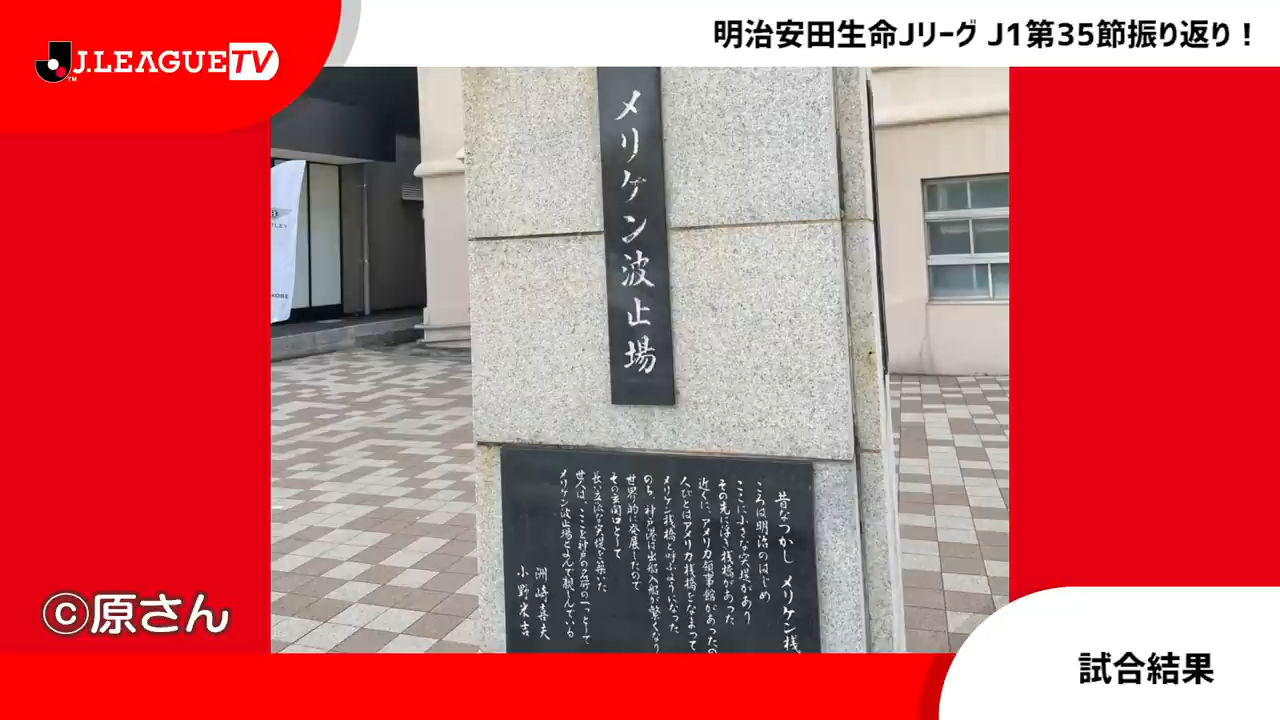 J.LEAGUE TV
明治安田生命Jリーグ J1第35節振り返り！
メリケン波止場
昔なつかし メリケン桟
ころは明治のはじめ
ここに小さな突堤があり
その先に浮き桟橋があった
近くに、アメリカ領事館があったの
人びとはアメリカ桟橋をなまって
メリケン桟橋と呼ぶようになった
のち、神戸港は出船入船が繁くなり
世界的に発展したので
その玄関口として
長い立派な突堤を築いた
世人は、ここを神戸の名所の一つとして
メリケン波止場とよんで親しんでいる
洲崎喜夫
小野米吉
KOBE
©原さん
試合結果